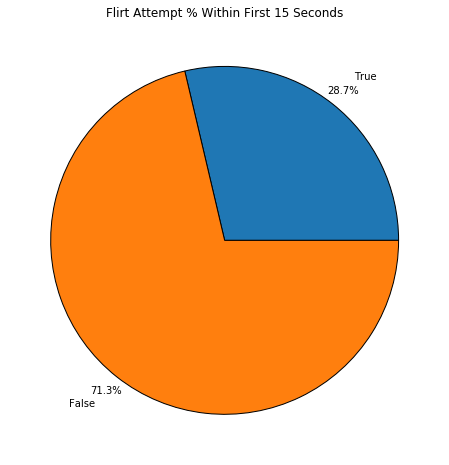 Flirt Attempt % Within First 15 Seconds
True
28.7%
71.3%
False